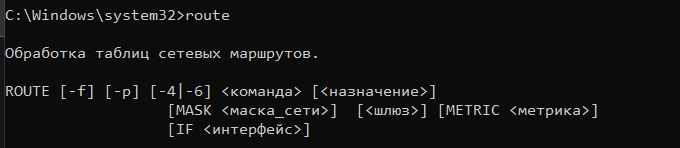 C:\Windows\system32>route
Обработка таблиц сетевых маршрутов.
ROUTE [-f] [-p] [-4|-6] <команда> [<назначение>]
[MASK <маска_сети>]  [<шлюз>] [METRIC <метрика>]
[IF <интерфейс>]